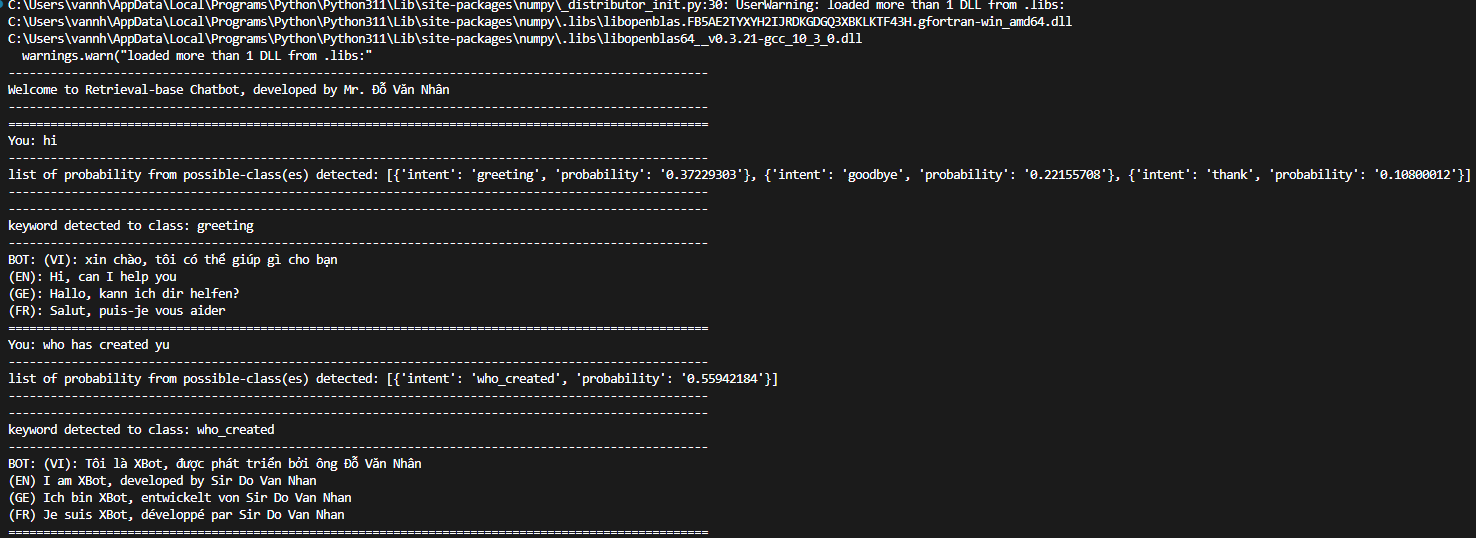 C:\Users\vannh\AppData\Local\Programs\Python\Python311\Lib\site-packages\numpy\_distributor_init.py:30: UserWarning: loaded more than 1 DLL from .libs:
C:\Users\vannh\AppData\Local\Programs\Python\Python311\Lib\site-packages\numpy\.libs\libopenblas.FB5AE2TYXYH2IJRDKGDGQ3XBKLKTF43H.gfortran-win_amd64.dll
C:\Users\vannh\AppData\Local\Programs\Python\Python311\Lib\site-packages\numpy\.libs\libopenblas64__v0.3.21-gcc_10_3_0.dll
  warnings.warn("loaded more than 1 DLL from .libs:"
----------------------------------------------------------------------------------------------------
Welcome to Retrieval-base Chatbot, developed by Mr. Đỗ Văn Nhân
----------------------------------------------------------------------------------------------------
====================================================================================================
You: hi
----------------------------------------------------------------------------------------------------
list of probability from possible-class(es) detected: [{'intent': 'greeting', 'probability': '0.37229303'}, {'intent': 'goodbye', 'probability': '0.22155708'}, {'intent': 'thank', 'probability': '0.10800012'}]
----------------------------------------------------------------------------------------------------
----------------------------------------------------------------------------------------------------
keyword detected to class: greeting
----------------------------------------------------------------------------------------------------
BOT: (VI): xin chào, tôi có thể giúp gì cho bạn
(EN): Hi, can I help you
(GE): Hallo, kann ich dir helfen?
(FR): Salut, puis-je vous aider
====================================================================================================
You: who has created yu
----------------------------------------------------------------------------------------------------
list of probability from possible-class(es) detected: [{'intent': 'who_created', 'probability': '0.55942184'}]
----------------------------------------------------------------------------------------------------
----------------------------------------------------------------------------------------------------
keyword detected to class: who_created
----------------------------------------------------------------------------------------------------
BOT: (VI): Tôi là XBot, được phát triển bởi ông Đỗ Văn Nhân
(EN) I am XBot, developed by Sir Do Van Nhan
(GE) Ich bin XBot, entwickelt von Sir Do Van Nhan
(FR) Je suis XBot, développé par Sir Do Van Nhan
====================================================================================================